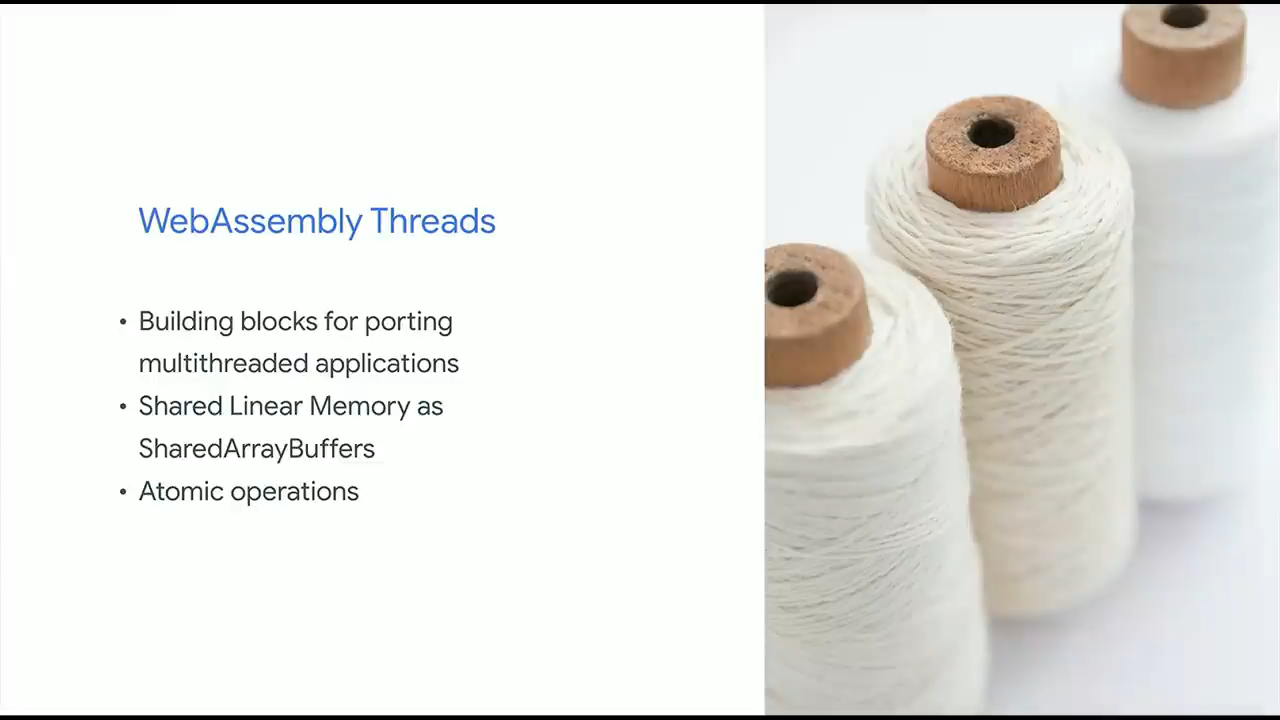 WebAssembly Threads
• Building blocks for porting
multithreaded applications
• Shared Linear Memory as
SharedArrayBuffers
• Atomic operations